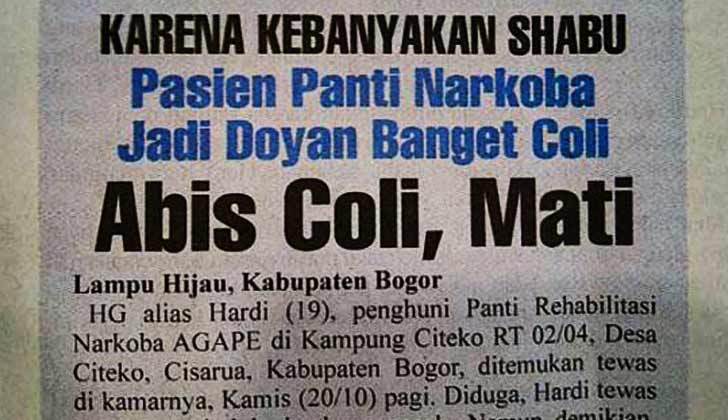 KARENA KEBANYAKAN SHABU
Pasien Panti Narkoba
Jadi Doyan Banget Coli
Abis Coli, Mati
Lampu Hijau, Kabupaten Bogor
HG alias Hardi (19), penghuni Panti Rehabilitasi
Narkoba AGAPE di Kampung Citeko RT 02/04, Desa
Citeko, Cisarua, Kabupaten Bogor, ditemukan tewas
di kamarnya, Kamis (20/10) pagi. Diduga, Hardi tewas